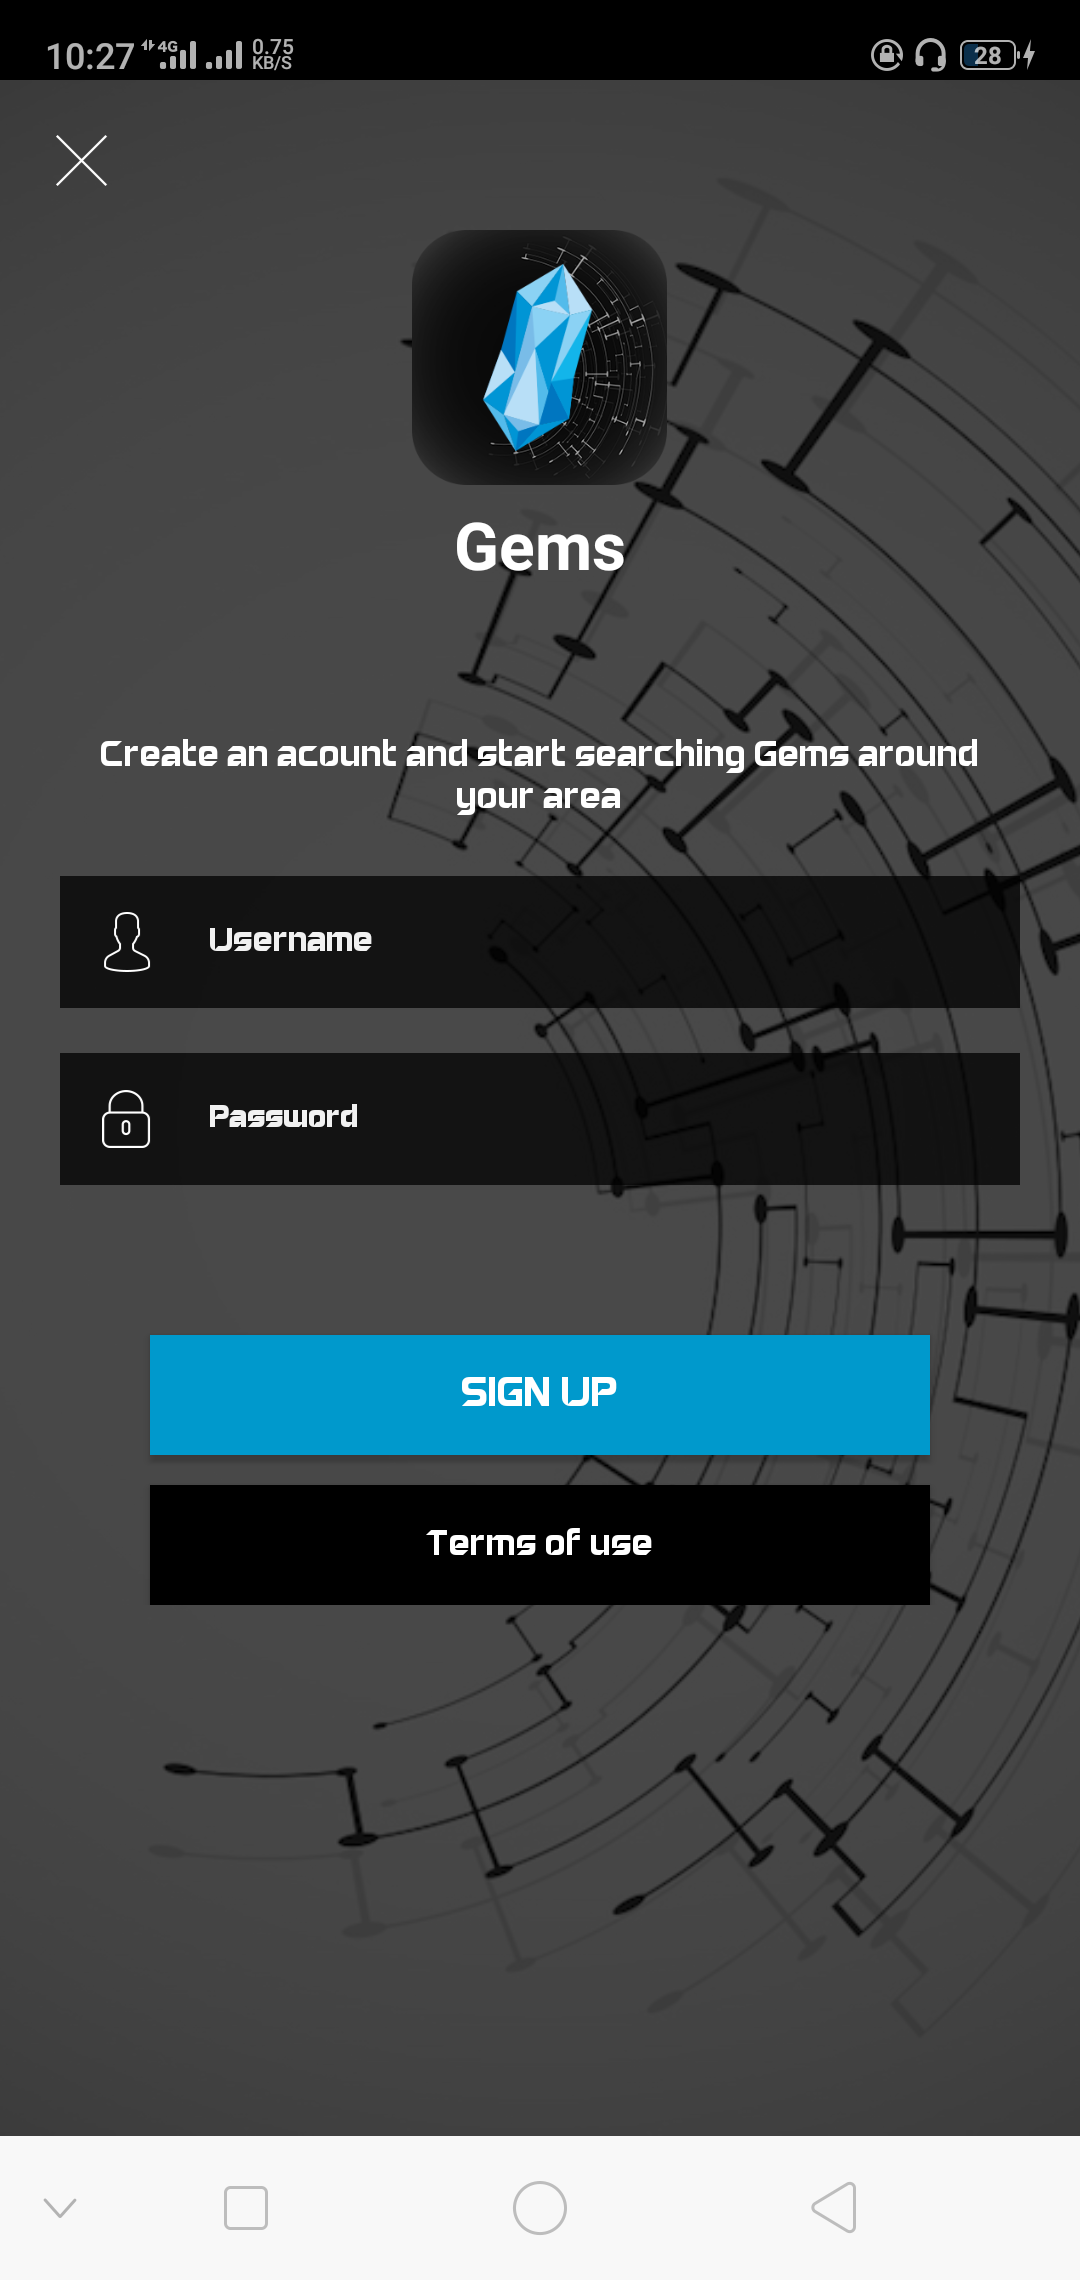 10:27 4G 0.75 KB/S 28
Gems
Create an acount and start searching Gems around
your area
Username
Password
SIGN UP
Terms of use